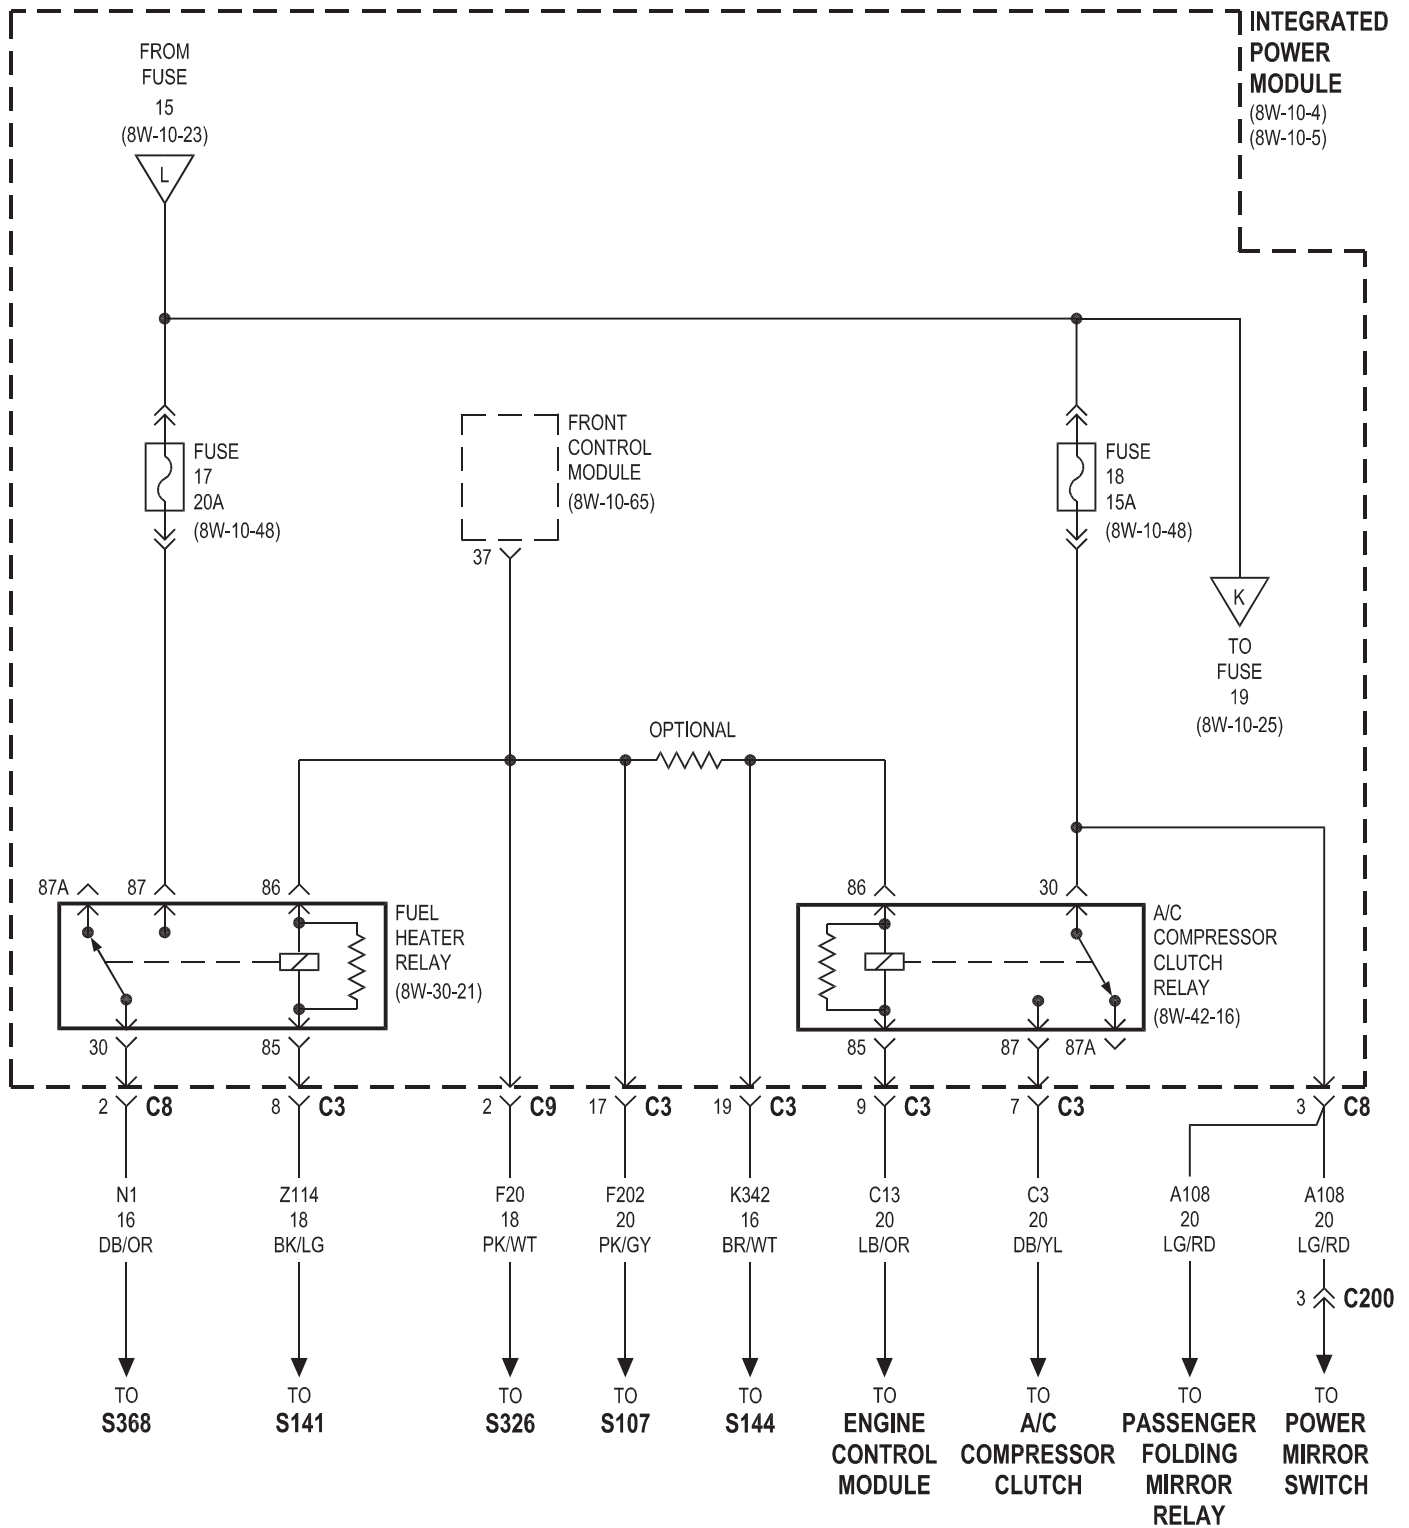 INTEGRATED
POWER
MODULE
(8W-10-4)
(8W-10-5)
FROM
FUSE
15
(8W-10-23)
L
FUSE
17
20A
(8W-10-48)
FRONT
CONTROL
MODULE
(8W-10-65)
37
FUSE
18
15A
(8W-10-48)
K
TO
FUSE
19
(8W-10-25)
OPTIONAL
87A
87
86
FUEL
HEATER
RELAY
(8W-30-21)
30
85
86
30
A/C
COMPRESSOR
CLUTCH
RELAY
(8W-42-16)
85
87
87A
2 C8
8 C3
2 C9
17 C3
19 C3
9 C3
7 C3
3 C8
N1
16
DB/OR
Z114
18
BK/LG
F20
18
PK/WT
F202
20
PK/GY
K342
16
BR/WT
C13
20
LB/OR
C3
20
DB/YL
A108
20
LG/RD
A108
20
LG/RD
3 C200
TO
S368
TO
S141
TO
S326
TO
S107
TO
S144
TO
ENGINE
CONTROL
MODULE
TO
A/C
COMPRESSOR
CLUTCH
TO
PASSENGER
FOLDING
MIRROR
RELAY
TO
POWER
MIRROR
SWITCH